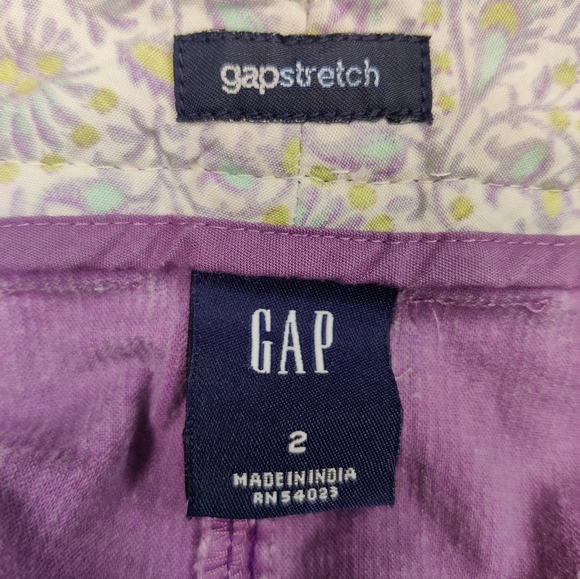 gapstretch
GAP
2
MADE IN INDIA
RN 54023